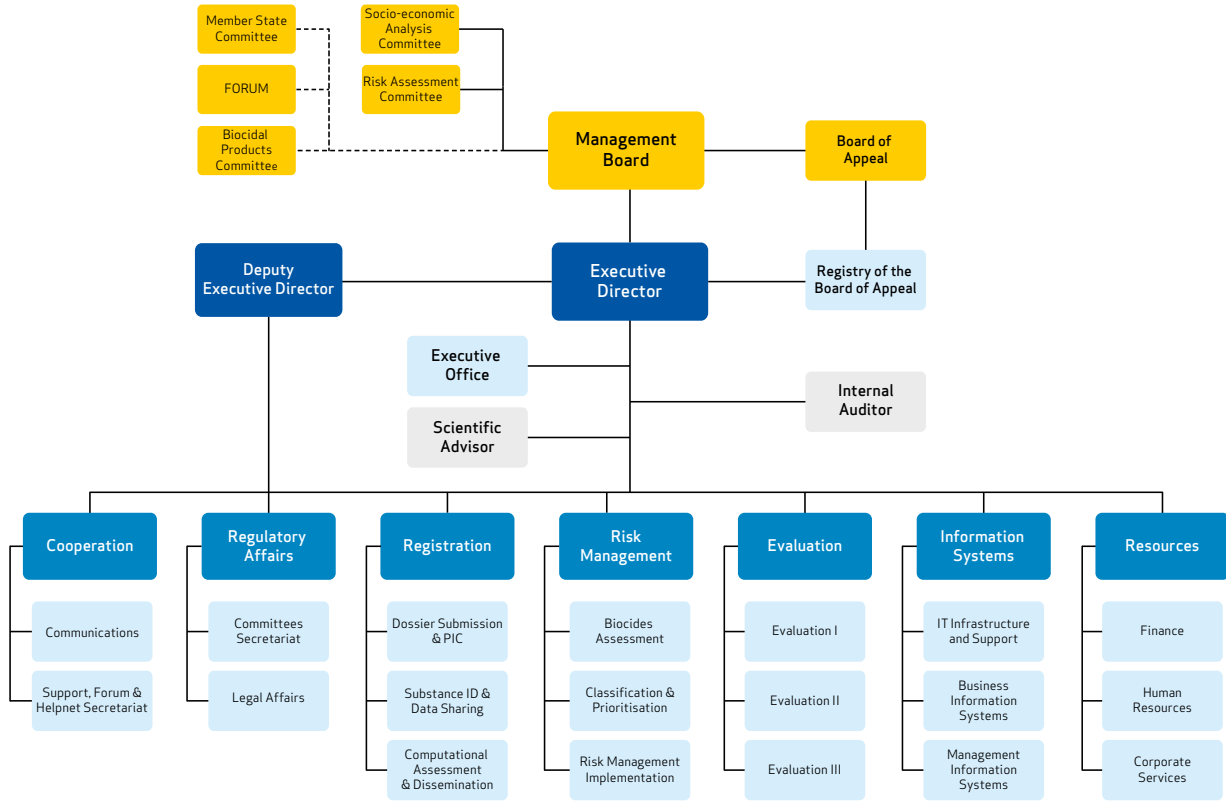 Member State
Committee
Socio-economic
Analysis
Committee
FORUM
Risk Assessment
Committee
Biocidal
Products
Committee
Management
Board
Board of
Appeal
Deputy
Executive Director
Executive
Director
Registry of the
Board of Appeal
Executive
Office
Internal
Auditor
Scientific
Advisor
Cooperation
Regulatory
Affairs
Registration
Risk
Management
Evaluation
Information
Systems
Resources
Communications
Committees
Secretariat
Dossier Submission
& PIC
Biocides
Assessment
Evaluation I
IT Infrastructure
and Support
Finance
Support, Forum &
Helpnet Secretariat
Legal Affairs
Substance ID &
Data Sharing
Classification &
Prioritisation
Evaluation II
Business
Information
Systems
Human
Resources
Computational
Assessment
& Dissemination
Risk Management
Implementation
Evaluation III
Management
Information
Systems
Corporate
Services